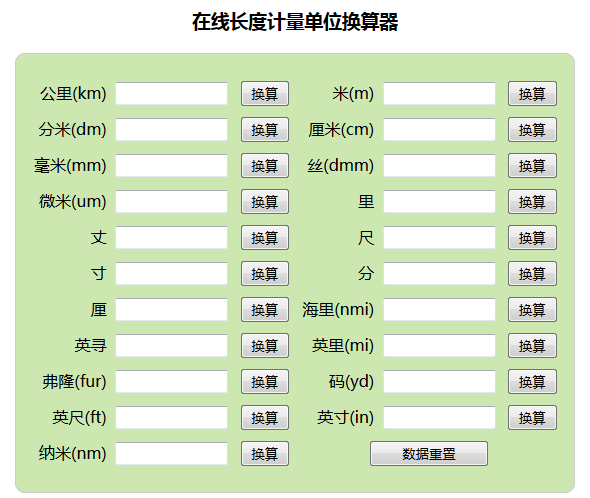 在线长度计量单位换算器
公里(km) 换算 米(m) 换算
分米(dm) 换算 厘米(cm) 换算
毫米(mm) 换算 丝(dmm) 换算
微米(um) 换算 里 换算
丈 换算 尺 换算
寸 换算 分 换算
厘 换算 海里(nmi) 换算
英寻 换算 英里(mi) 换算
弗隆(fur) 换算 码(yd) 换算
英尺(ft) 换算 英寸(in) 换算
纳米(nm) 换算 数据重置